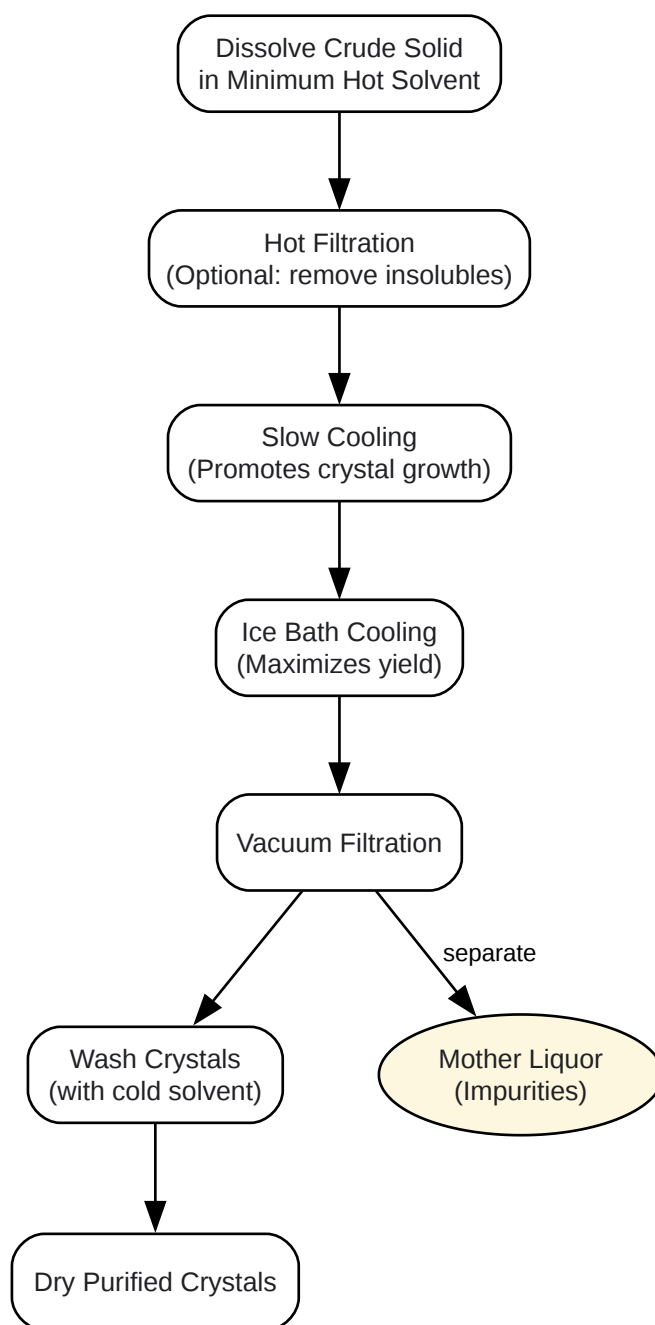 Dissolve Crude Solid
in Minimum Hot Solvent
Hot Filtration
(Optional: remove insolubles)
Slow Cooling
(Promotes crystal growth)
Ice Bath Cooling
(Maximizes yield)
Vacuum Filtration
separate
Wash Crystals
(with cold solvent)
Mother Liquor
(Impurities)
Dry Purified Crystals